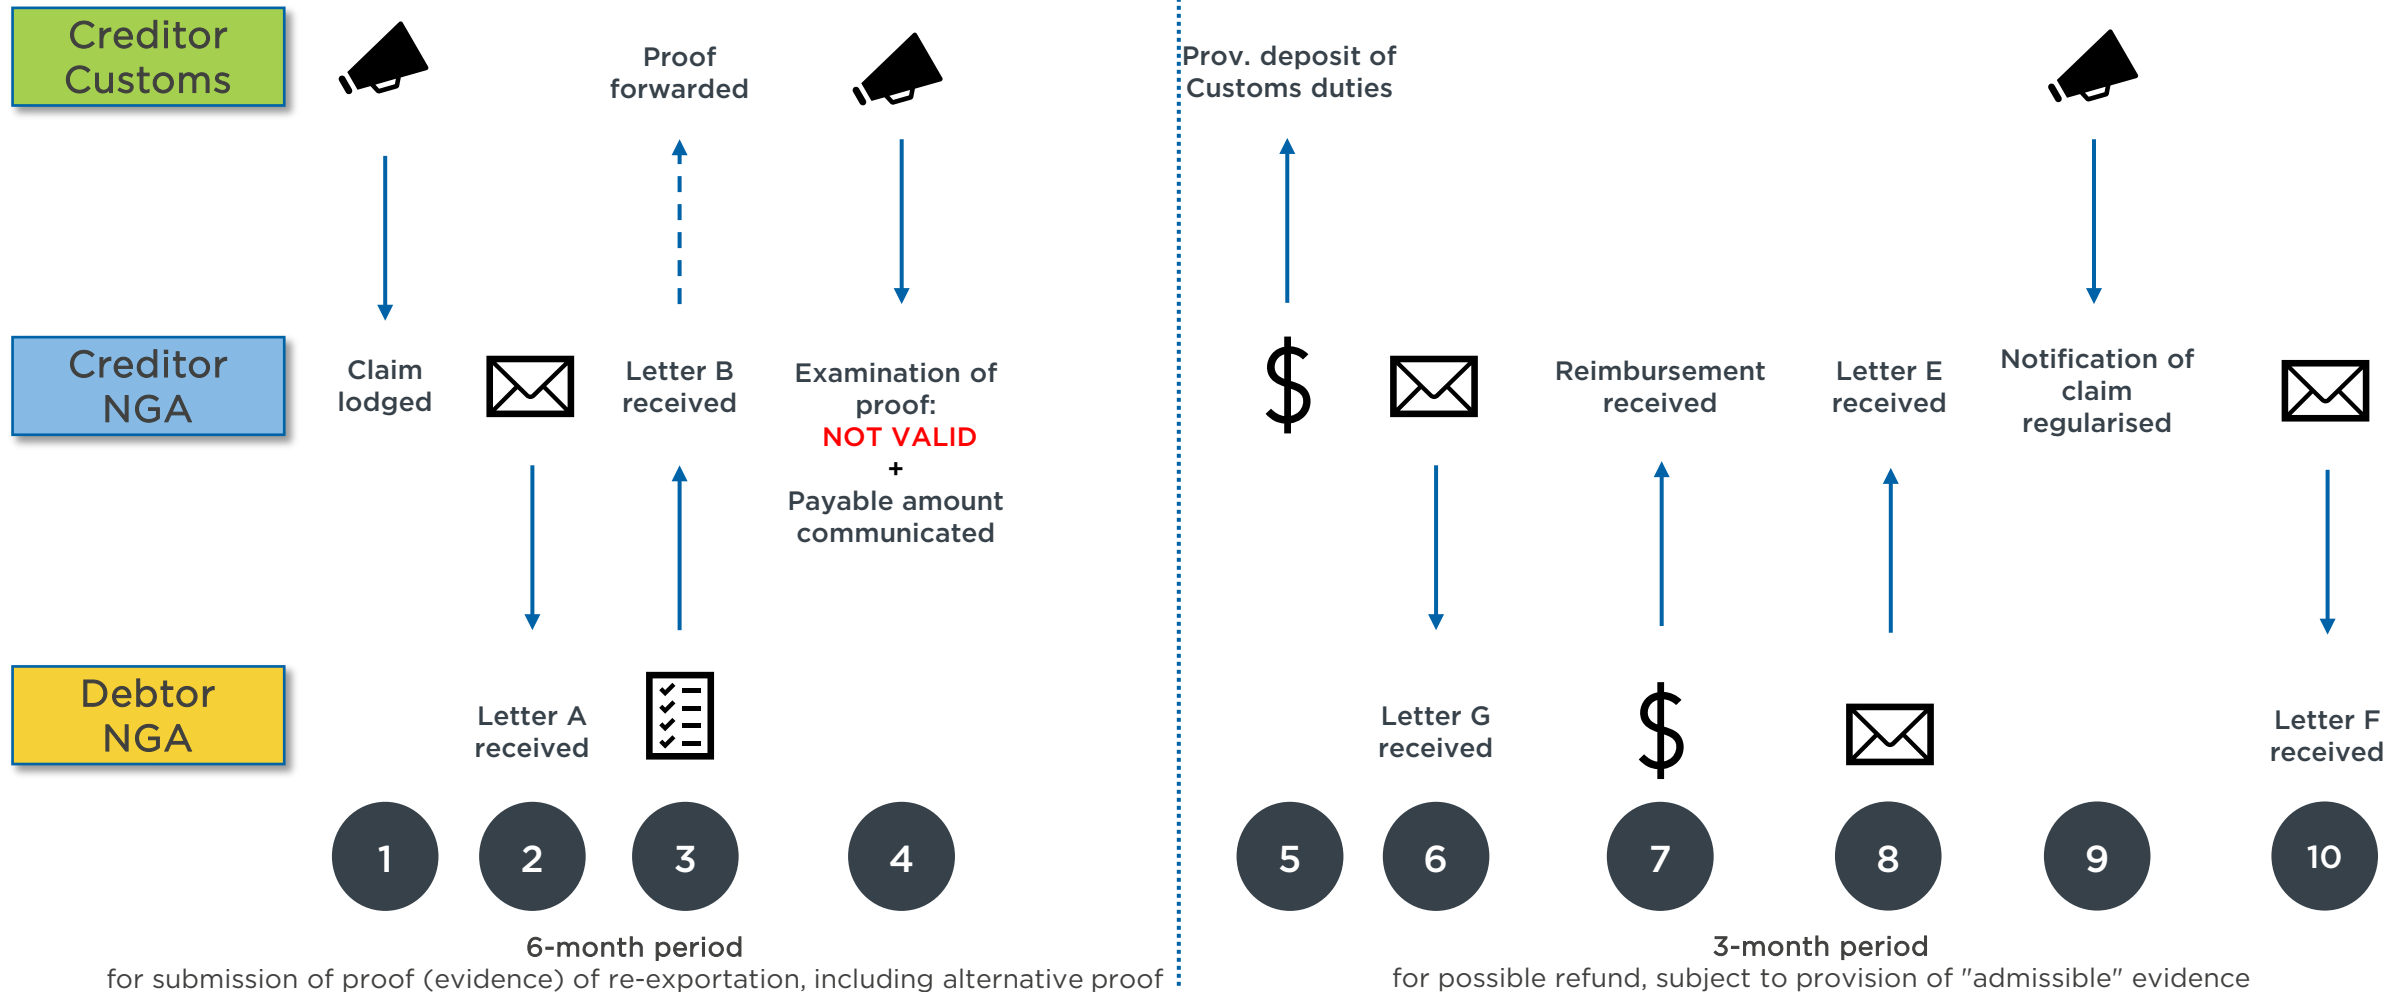 Creditor
Customs
Proof
forwarded
Prov. deposit of
Customs duties
Creditor
NGA
Claim
lodged
Letter B
received
Examination of
proof:
NOT VALID
+
Payable amount
communicated
$
Reimbursement
received
Letter E
received
Notification of
claim
regularised
Debtor
NGA
Letter A
received
Letter G
received
$
Letter F
received
1
2
3
4
5
6
7
8
9
10
6-month period
for submission of proof (evidence) of re-exportation, including alternative proof
3-month period
for possible refund, subject to provision of "admissible" evidence